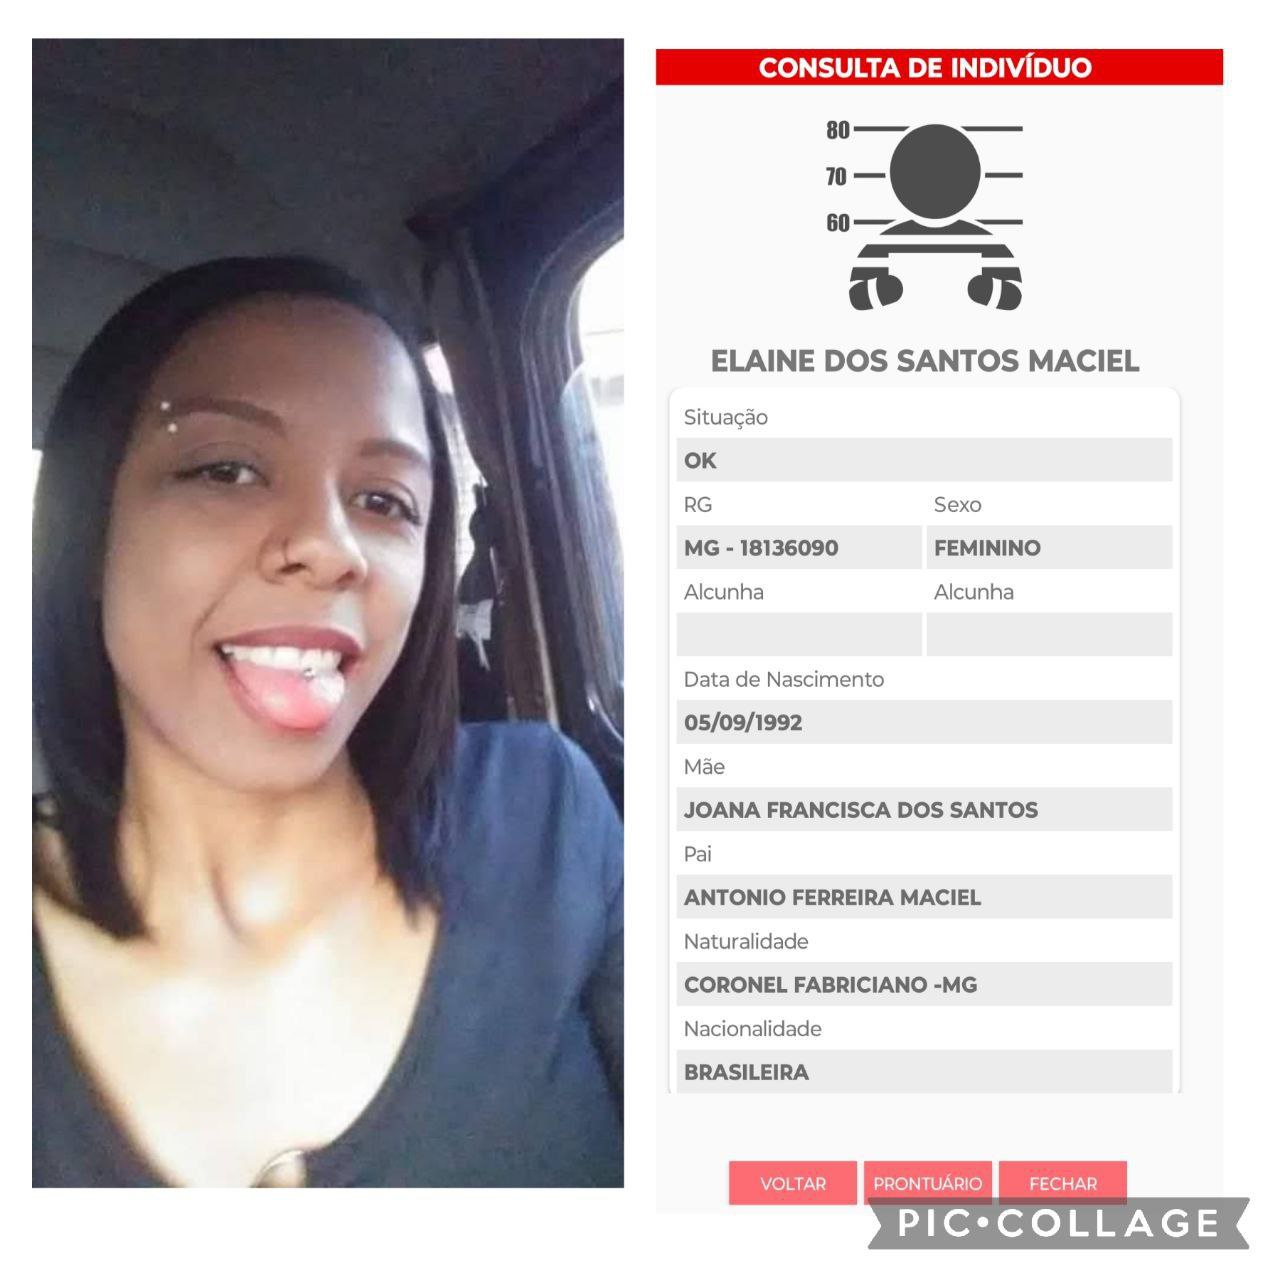 CONSULTA DE INDIVÍDUO
80
70
60
ELAINE DOS SANTOS MACIEL
Situação
OK
RG Sexo
MG - 18136090 FEMININO
Alcunha Alcunha
Data de Nascimento
05/09/1992
Mãe
JOANA FRANCISCA DOS SANTOS
Pai
ANTONIO FERREIRA MACIEL
Naturalidade
CORONEL FABRICIANO -MG
Nacionalidade
BRASILEIRA
VOLTAR PRONTUÁRIO FECHAR
PIC•COLLAGE